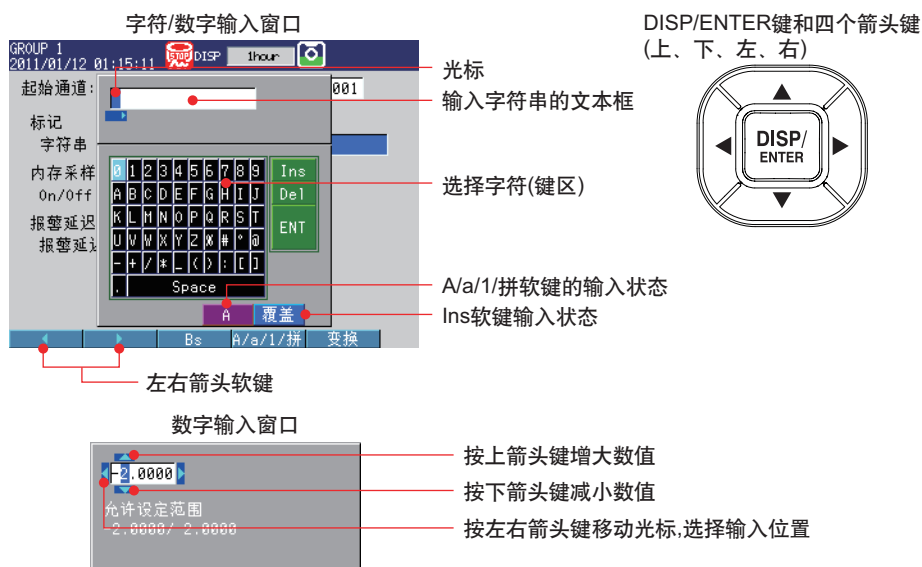 字符/数字输入窗口
DISP/ENTER键和四个箭头键
(上、下、左、右)
GROUP 1
2011/01/12 01:15:11
STOP
DISP
1hour
起始通道:
001
光标
输入字符串的文本框
标记
字符串
内存采样
On/Off
报警延迟
0 1 2 3 4 5 6 7 8 9
Ins
A B C D E F G H I J
Del
K L M N O P Q R S T
ENT
U V W X Y Z % # ° @
- + / * _ ( ) : [ ]
. Space
选择字符(键区)
A
覆盖
A/a/1/拼软键的输入状态
Ins软键输入状态
Bs
A/a/1/拼
变换
左右箭头软键
DISP/
ENTER
数字输入窗口
-2.0000
允许设定范围
-2.0000/ 2.0000
按上箭头键增大数值
按下箭头键减小数值
按左右箭头键移动光标,选择输入位置